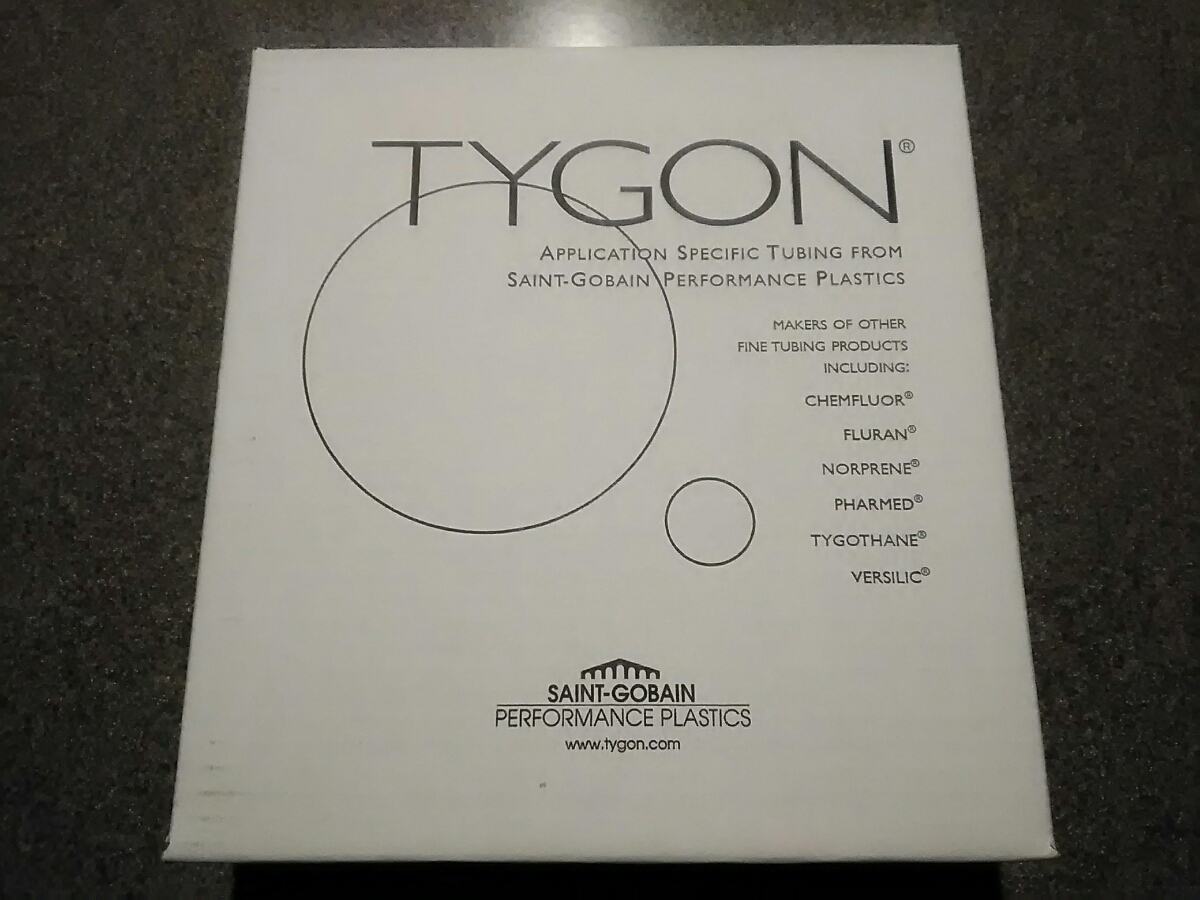 TYGON®
APPLICATION SPECIFIC TUBING FROM
SAINT-GOBAIN PERFORMANCE PLASTICS
MAKERS OF OTHER
FINE TUBING PRODUCTS
INCLUDING:
CHEMFLUOR®
FLURAN®
NORPRENE®
PHARMED®
TYGOTHANE®
VERSILIC®
SAINT-GOBAIN
PERFORMANCE PLASTICS
www.tygon.com